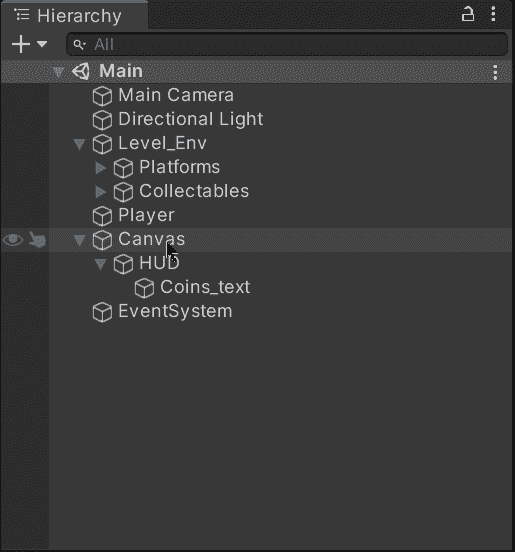 Hierarchy
All
Main
Main Camera
Directional Light
Level_Env
Platforms
Collectables
Player
Canvas
HUD
Coins_text
EventSystem